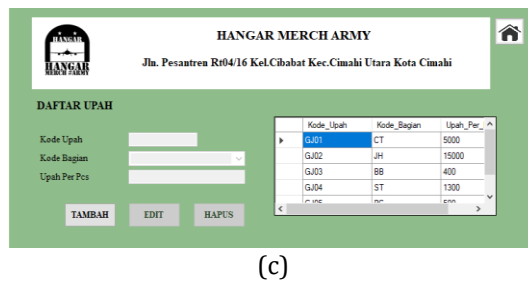 HANGAR
HANGAR
MERCH ARMY
HANGAR MERCH ARMY
Jln. Pesantren Rt04/16 Kel.Cibabat Kec.Cimahi Utara Kota Cimahi
DAFTAR UPAH
Kode Upah
Kode Bagian
Upah Per Pcs
TAMBAH EDIT HAPUS
Kode_Upah Kode_Bagian Upah_Per_
GJ01 CT 5000
GJ02 JH 15000
GJ03 BB 400
GJ04 ST 1300
(c)